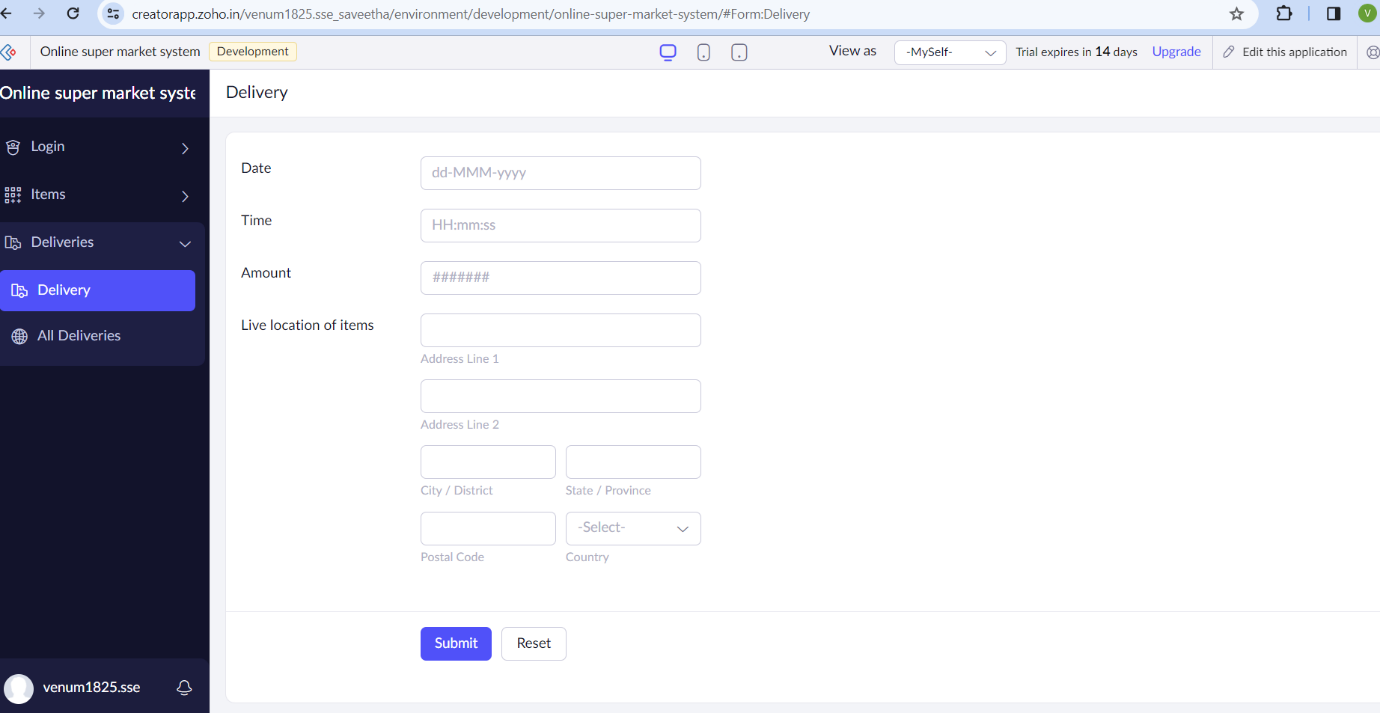 creatorapp.zoho.in/venum1825.sse_saveetha/environment/development/online-super-market-system/#Form:Delivery
V
Online super market system Development View as -MySelf- Trial expires in 14 days Upgrade Edit this application
Online super market syste
Login
Items
Deliveries
Delivery
All Deliveries
venum1825.sse
Delivery
Date dd-MMM-yyyy
Time HH:mm:ss
Amount #######
Live location of items
Address Line 1
Address Line 2
City / District State / Province
-Select-
Postal Code Country
Submit Reset